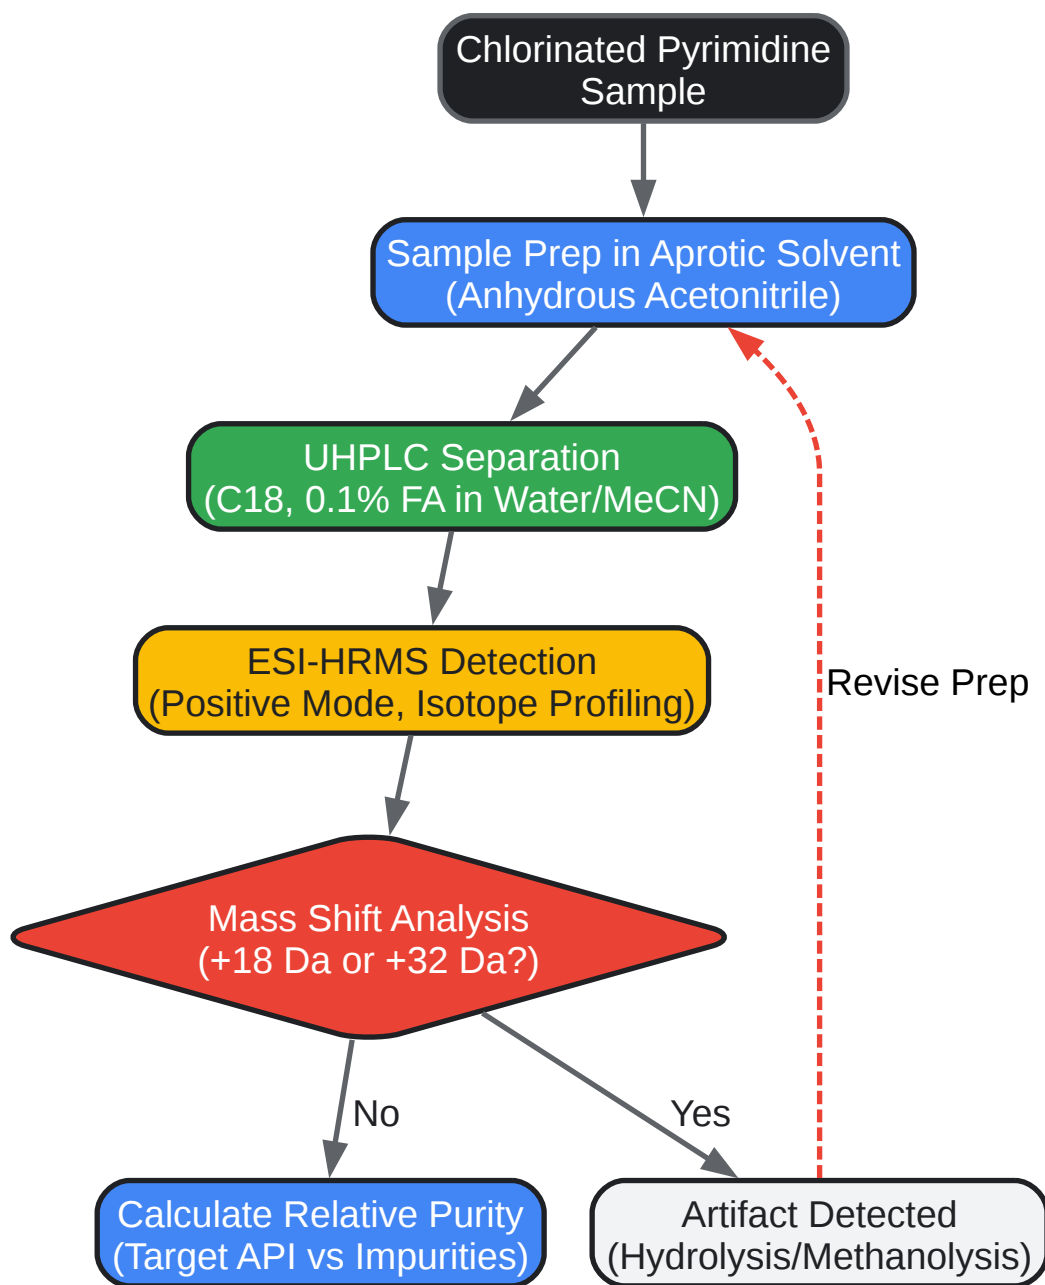 Chlorinated Pyrimidine
Sample
Sample Prep in Aprotic Solvent
(Anhydrous Acetonitrile)
UHPLC Separation
(C18, 0.1% FA in Water/MeCN)
ESI-HRMS Detection
(Positive Mode, Isotope Profiling)
Revise Prep
Mass Shift Analysis
(+18 Da or +32 Da?)
No
Yes
Calculate Relative Purity
(Target API vs Impurities)
Artifact Detected
(Hydrolysis/Methanolysis)